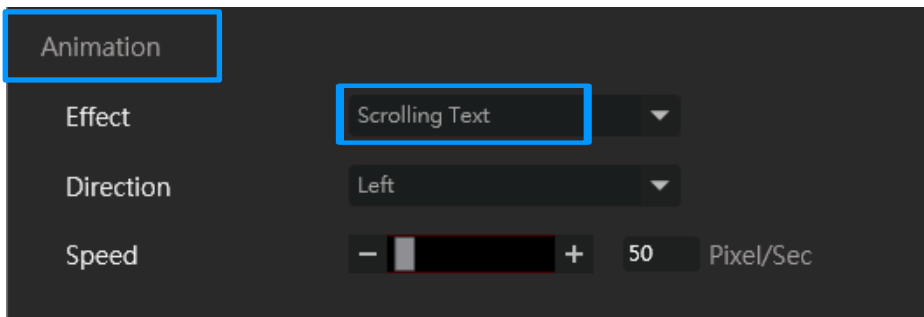 Animation
Effect Scrolling Text
Direction Left
Speed − + 50 Pixel/Sec